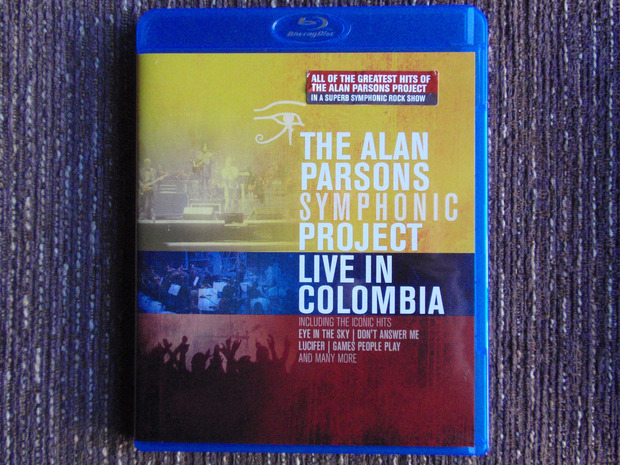 Blu-ray Disc
ALL OF THE GREATEST HITS OF
THE ALAN PARSONS PROJECT
IN A SUPERB SYMPHONIC ROCK SHOW
THE ALAN
PARSONS
SYMPHONIC
PROJECT
LIVE IN
COLOMBIA
INCLUDING THE ICONIC HITS
EYE IN THE SKY | DON'T ANSWER ME
LUCIFER | GAMES PEOPLE PLAY
AND MANY MORE